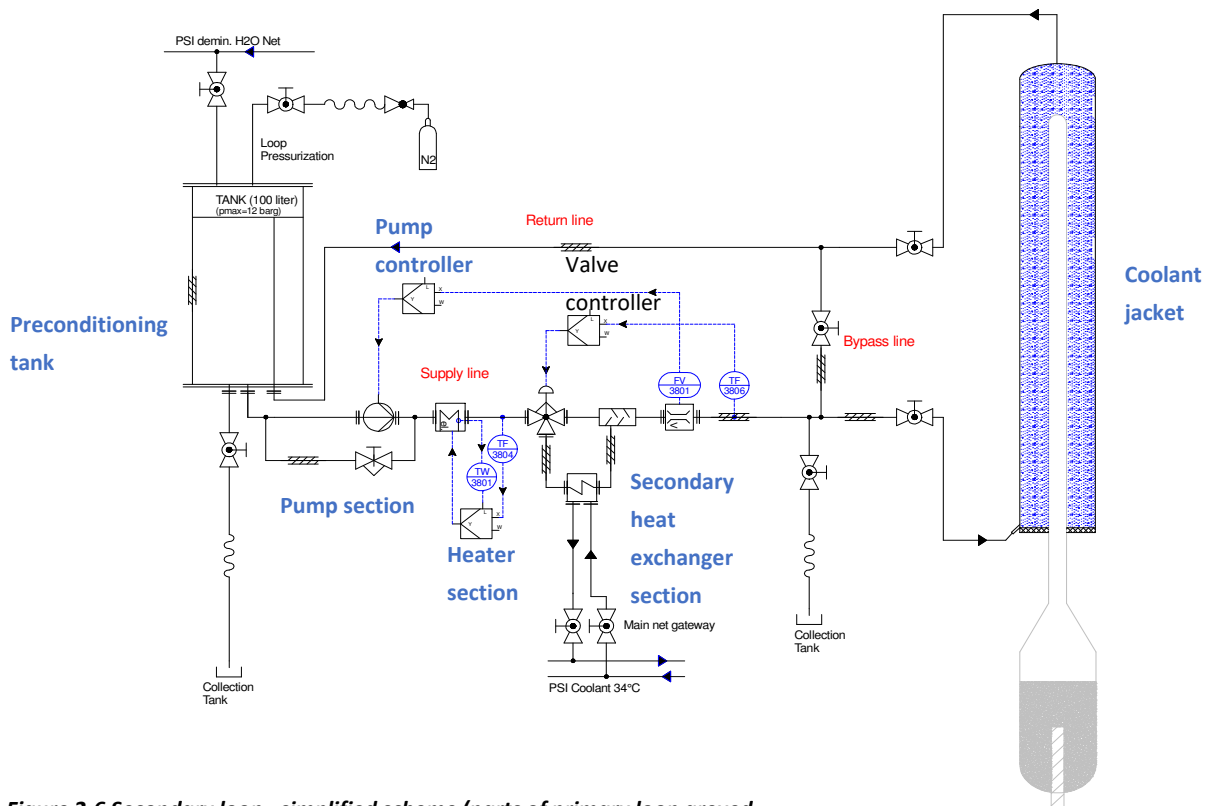 PSI demin. H2O Net
Loop
Pressurization
N2
TANK (100 liter)
(pmax=12 barg)
Return line
Pump
controller
Valve
controller
Coolant
jacket
Preconditioning
tank
Bypass line
Supply line
L
X
Y
W
L
X
Y
W
FV
3801
TF
3806
el
TF
3804
TW
3801
L
X
Y
W
V
Pump section
Heater
section
Secondary
heat
exchanger
section
Main net gateway
PSI Coolant 34°C
Collection
Tank
Collection
Tank